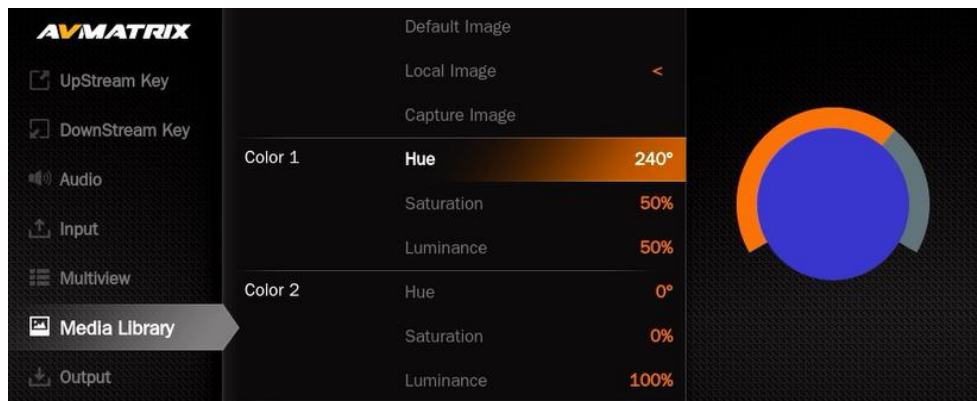 AVMATRIX
UpStream Key
DownStream Key
Audio
Input
Multiview
Media Library
Output
Default Image
Local Image <
Capture Image
Color 1 Hue 240°
Saturation 50%
Luminance 50%
Color 2 Hue 0°
Saturation 0%
Luminance 100%